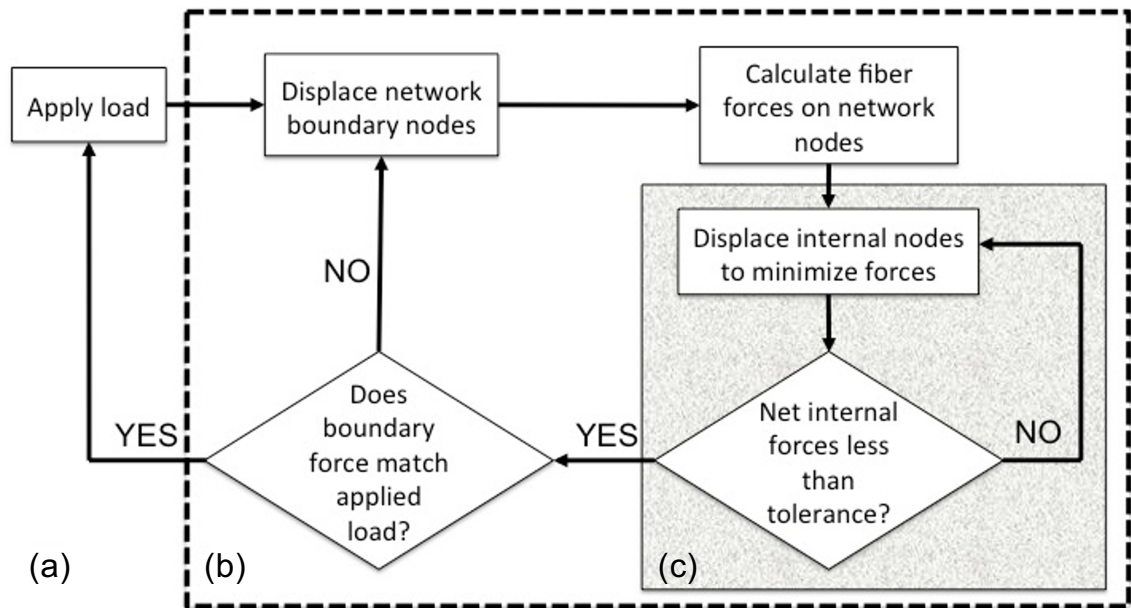 Apply load
Displace network
boundary nodes
Calculate fiber
forces on network
nodes
Displace internal nodes
to minimize forces
NO
Does
boundary
force match
applied
load?
Net internal
forces less
than
tolerance?
YES
YES
NO
(a)
(b)
(c)